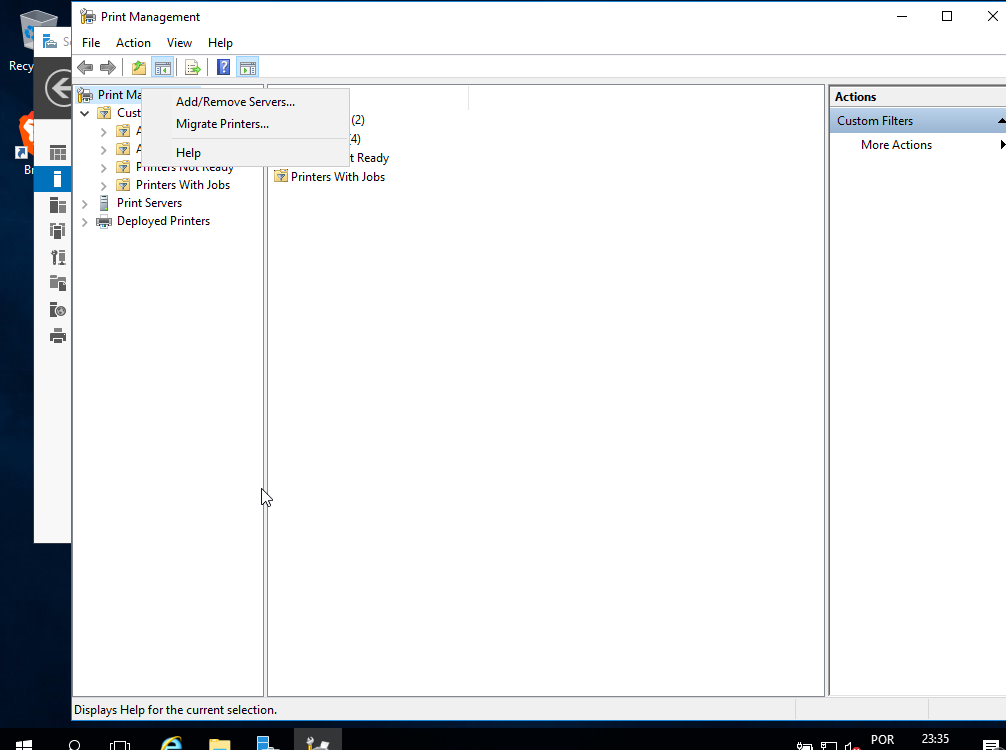 Print Management
File Action View Help
Recy
Print Ma
Add/Remove Servers...
Migrate Printers...
Help
Cust
A
A
Printers Not Ready
Printers With Jobs
Print Servers
Deployed Printers
(2)
(4)
t Ready
Printers With Jobs
Actions
Custom Filters
More Actions
Br
Displays Help for the current selection.
POR
23:35